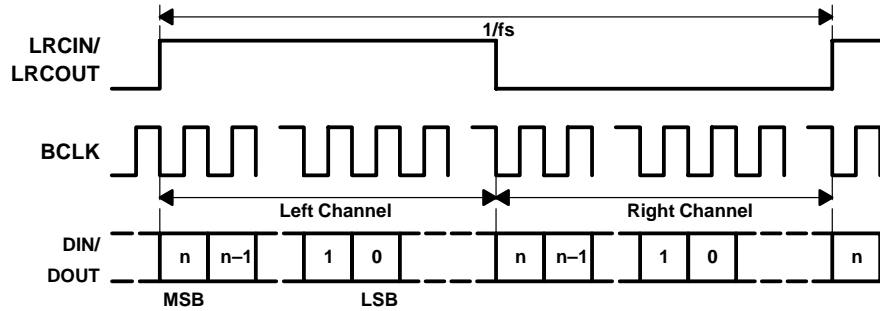 1/fs
LRCIN/
LRCOUT
BCLK
Left Channel
Right Channel
DIN/
DOUT
n n–1 1 0 n n–1 1 0 n
MSB LSB